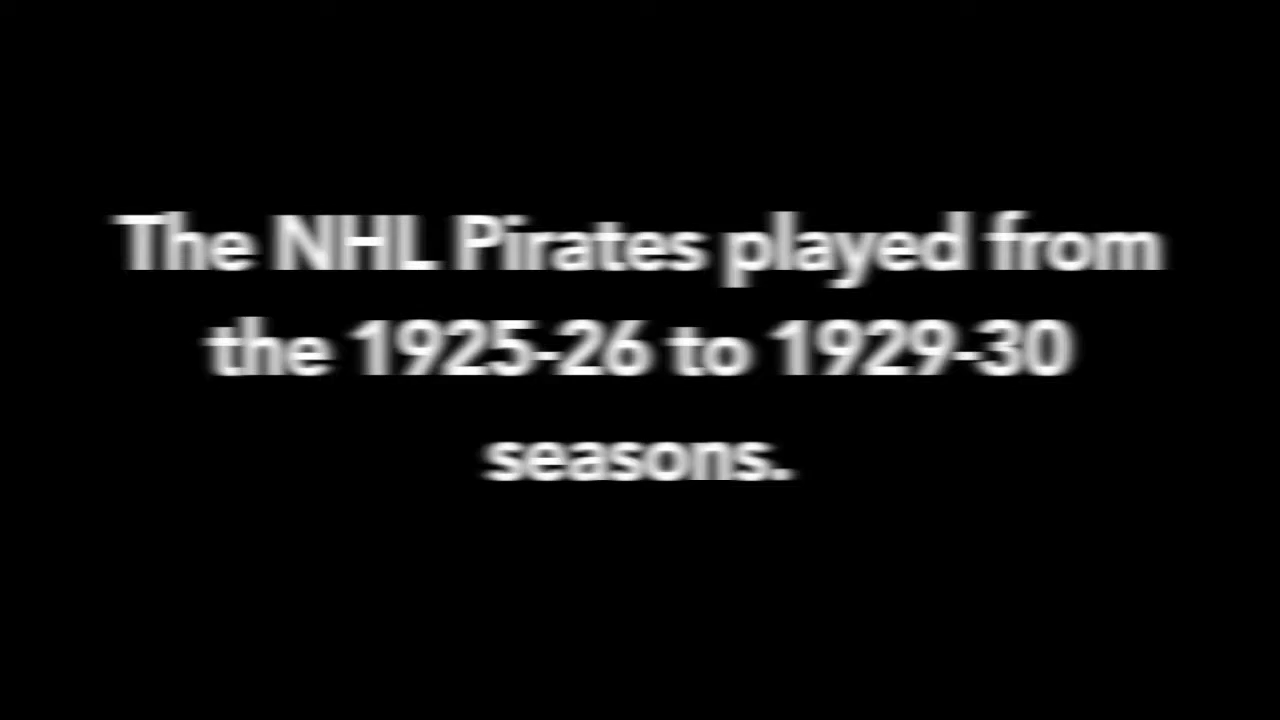 The NHL Pirates played from
the 1925-26 to 1929-30
seasons.